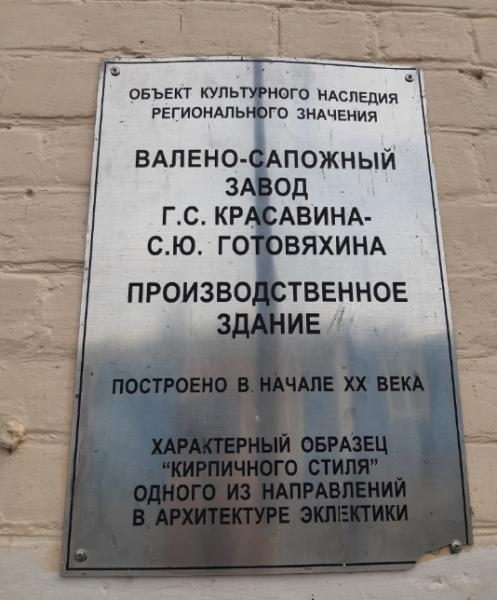 ОБЪЕКТ КУЛЬТУРНОГО НАСЛЕДИЯ
РЕГИОНАЛЬНОГО ЗНАЧЕНИЯ
ВАЛЕНО-САПОЖНЫЙ
ЗАВОД
Г.С. КРАСАВИНА-
С.Ю. ГОТОВЯХИНА
ПРОИЗВОДСТВЕННОЕ
ЗДАНИЕ
ПОСТРОЕНО В НАЧАЛЕ XX ВЕКА
ХАРАКТЕРНЫЙ ОБРАЗЕЦ
"КИРПИЧНОГО СТИЛЯ"
ОДНОГО ИЗ НАПРАВЛЕНИЙ
В АРХИТЕКТУРЕ ЭКЛЕКТИКИ